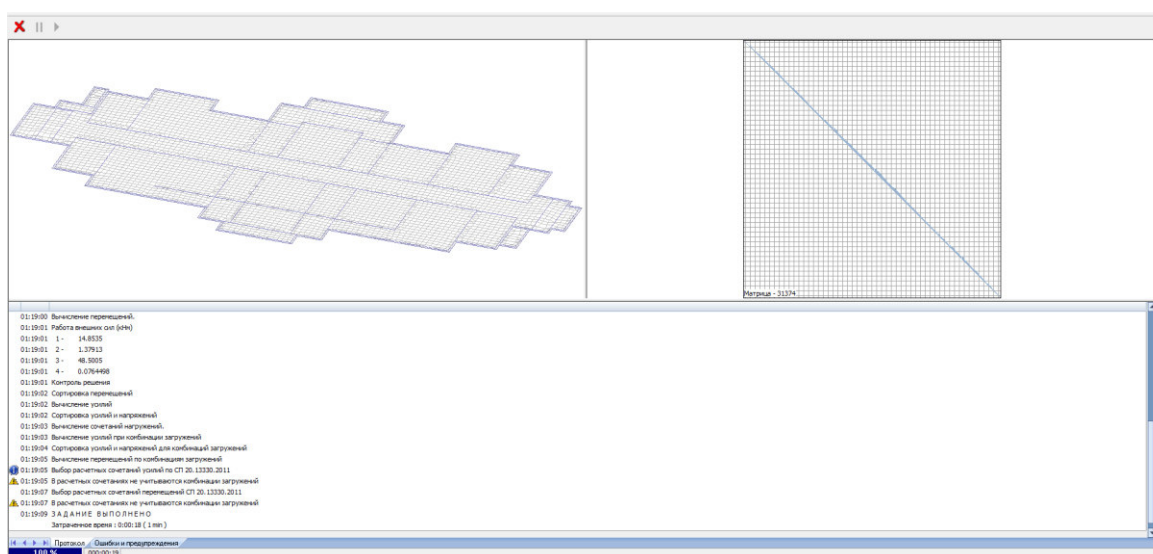 Матрица - 31374
01:19:00 Вычисление перемещений.
01:19:01 Работа внешних сил (кНм)
01:19:01 1 - 14.8535
01:19:01 2 - 1.37913
01:19:01 3 - 48.5005
01:19:01 4 - 0.0764498
01:19:01 Контроль решения
01:19:02 Сортировка перемещений
01:19:02 Вычисление усилий
01:19:02 Сортировка усилий и напряжений
01:19:03 Вычисление сочетаний нагружений.
01:19:03 Вычисление усилий при комбинации загружений
01:19:04 Сортировка усилий и напряжений для комбинаций загружений
01:19:05 Вычисление перемещений по комбинациям загружений
01:19:05 Выбор расчетных сочетаний усилий по СП 20.13330.2011
01:19:05 В расчетных сочетаниях не учитываются комбинации загружений
01:19:07 Выбор расчетных сочетаний перемещений СП 20.13330.2011
01:19:07 В расчетных сочетаниях не учитываются комбинации загружений
01:19:09 З А Д А Н И Е В Ы П О Л Н Е Н О
Затраченное время : 0:00:18 ( 1 min )
Протокол Ошибки и предупреждения
100 % 000:00:19